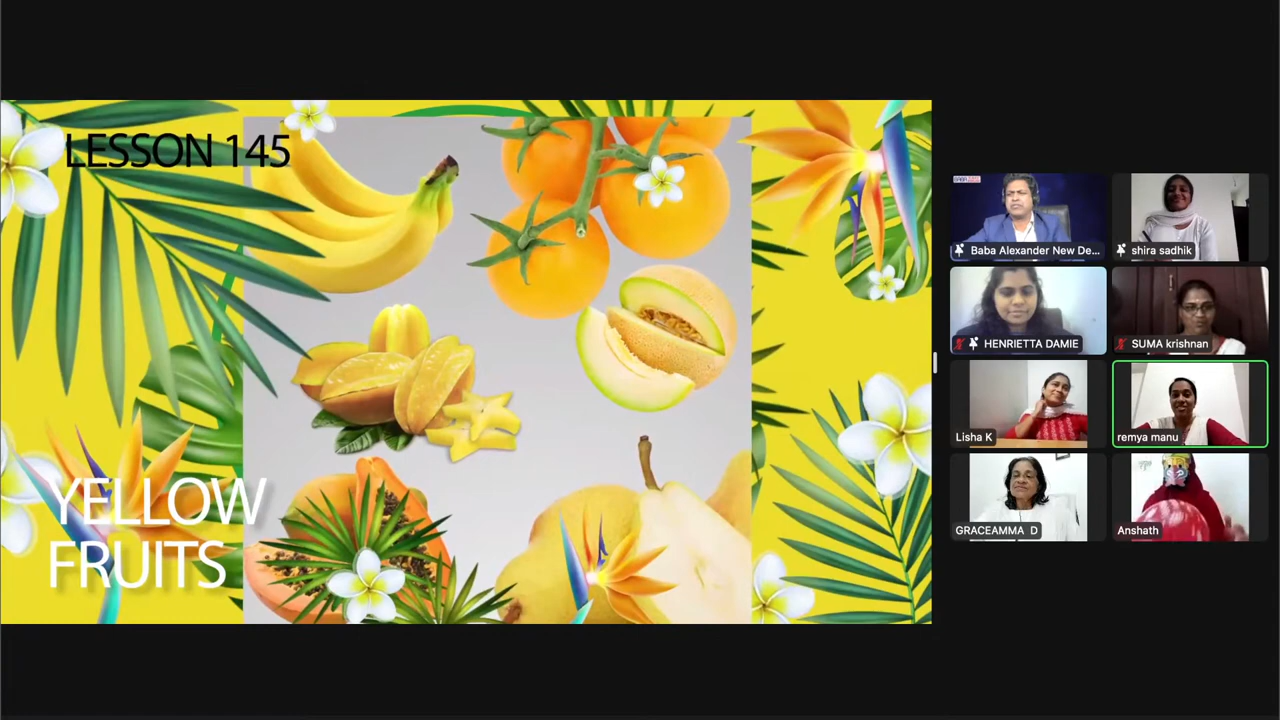 LESSON 145
YELLOW
FRUITS
Baba Alexander New De...
shira sadhik
HENRIETTA DAMIE
SUMA krishnan
Lisha K
remya manu
GRACEAMMA D
Anshath